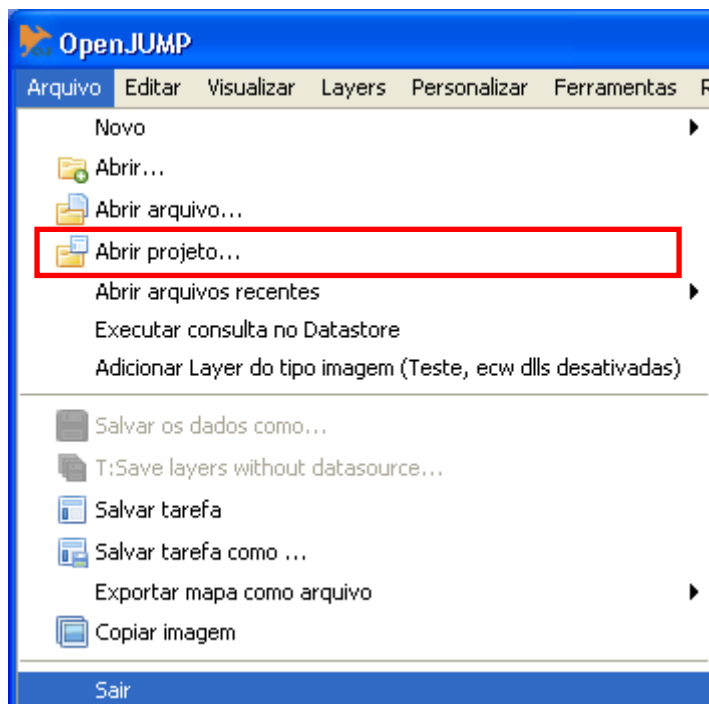 OpenJUMP
Arquivo Editar Visualizar Layers Personalizar Ferramentas
Novo
Abrir...
Abrir arquivo...
Abrir projeto...
Abrir arquivos recentes
Executar consulta no Datastore
Adicionar Layer do tipo imagem (Teste, ecw dlls desativadas)
Salvar os dados como...
T:Save layers without datasource...
Salvar tarefa
Salvar tarefa como ...
Exportar mapa como arquivo
Copiar imagem
Sair